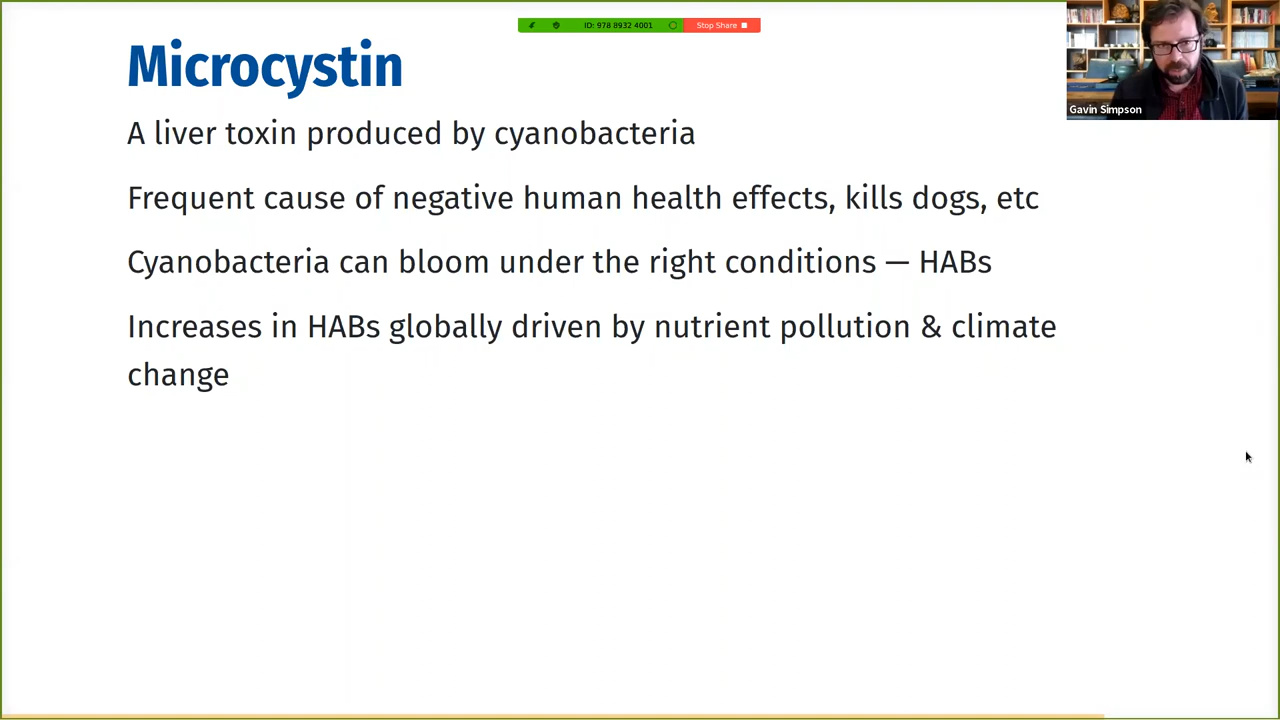 ID: 978 8932 4001
Stop Share
Microcystin
Gavin Simpson
A liver toxin produced by cyanobacteria
Frequent cause of negative human health effects, kills dogs, etc
Cyanobacteria can bloom under the right conditions — HABs
Increases in HABs globally driven by nutrient pollution & climate
change